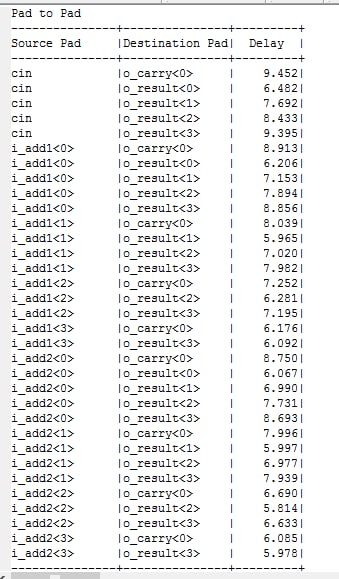 Pad to Pad
---------------+---------------+---------+
Source Pad     |Destination Pad|  Delay  |
---------------+---------------+---------+
cin            |o_carry<0>     |    9.452|
cin            |o_result<0>    |    6.482|
cin            |o_result<1>    |    7.692|
cin            |o_result<2>    |    8.433|
cin            |o_result<3>    |    9.395|
i_add1<0>      |o_carry<0>     |    8.913|
i_add1<0>      |o_result<0>    |    6.206|
i_add1<0>      |o_result<1>    |    7.153|
i_add1<0>      |o_result<2>    |    7.894|
i_add1<0>      |o_result<3>    |    8.856|
i_add1<1>      |o_carry<0>     |    8.039|
i_add1<1>      |o_result<1>    |    5.965|
i_add1<1>      |o_result<2>    |    7.020|
i_add1<1>      |o_result<3>    |    7.982|
i_add1<2>      |o_carry<0>     |    7.252|
i_add1<2>      |o_result<2>    |    6.281|
i_add1<2>      |o_result<3>    |    7.195|
i_add1<3>      |o_carry<0>     |    6.176|
i_add1<3>      |o_result<3>    |    6.092|
i_add2<0>      |o_carry<0>     |    8.750|
i_add2<0>      |o_result<0>    |    6.067|
i_add2<0>      |o_result<1>    |    6.990|
i_add2<0>      |o_result<2>    |    7.731|
i_add2<0>      |o_result<3>    |    8.693|
i_add2<1>      |o_carry<0>     |    7.996|
i_add2<1>      |o_result<1>    |    5.997|
i_add2<1>      |o_result<2>    |    6.977|
i_add2<1>      |o_result<3>    |    7.939|
i_add2<2>      |o_carry<0>     |    6.690|
i_add2<2>      |o_result<2>    |    5.814|
i_add2<2>      |o_result<3>    |    6.633|
i_add2<3>      |o_carry<0>     |    6.085|
i_add2<3>      |o_result<3>    |    5.978|
---------------+---------------+---------+